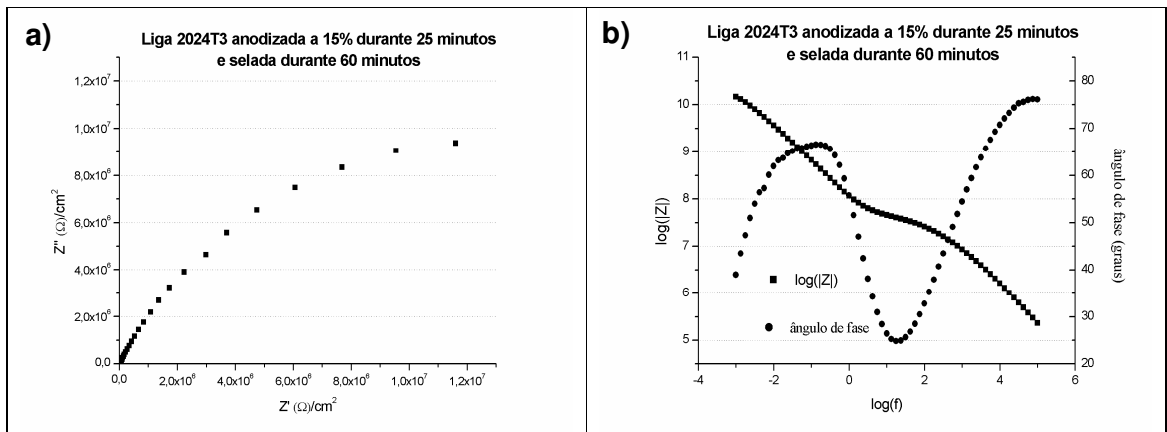 a)
Liga 2024T3 anodizada a 15% durante 25 minutos
e selada durante 60 minutos
1,2x10⁷
1,0x10⁷
8,0x10⁶
6,0x10⁶
4,0x10⁶
2,0x10⁶
0,0
Z'' (Ω)/cm²
0,0 2,0x10⁶ 4,0x10⁶ 6,0x10⁶ 8,0x10⁶ 1,0x10⁷ 1,2x10⁷
Z' (Ω)/cm²
b)
Liga 2024T3 anodizada a 15% durante 25 minutos
e selada durante 60 minutos
11
10
9
8
7
6
5
log(|Z|)
80
70
60
50
40
30
20
ângulo de fase (graus)
log(|Z|)
ângulo de fase
-4 -2 0 2 4 6
log(f)